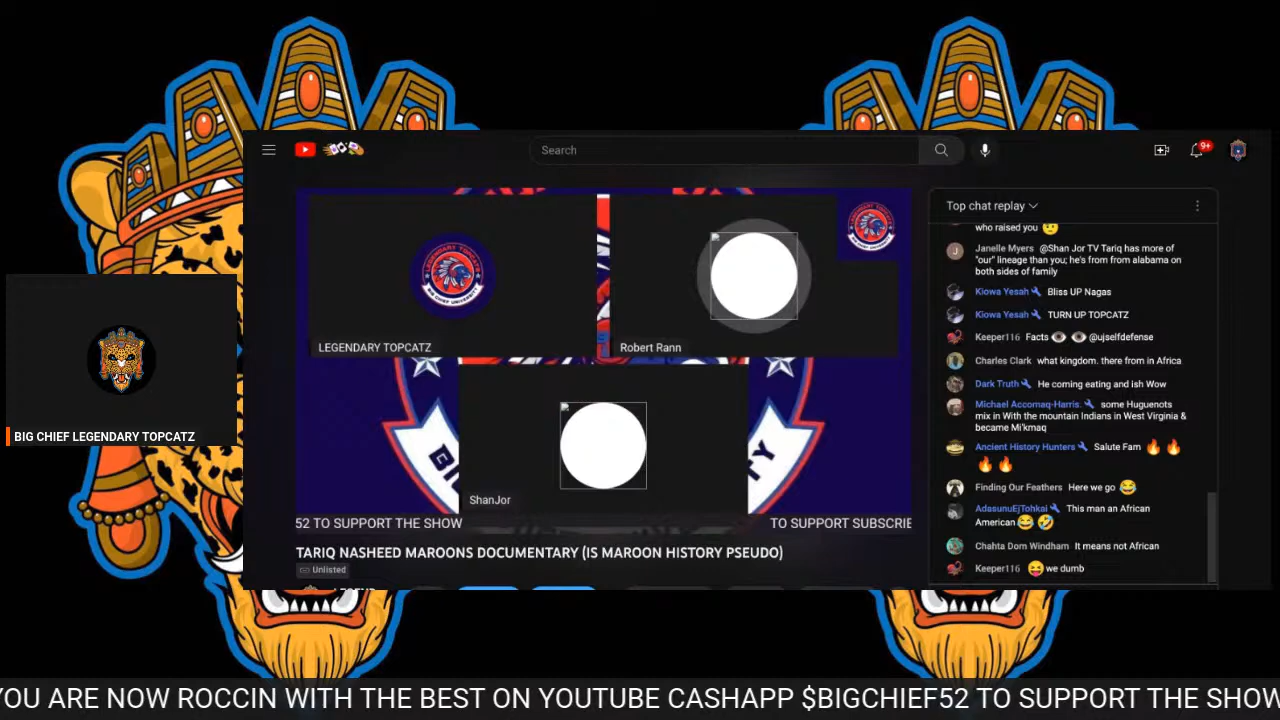 Search
9+
LEGENDARY TOPCATZ
Robert Rann
ShanJor
BIG CHIEF LEGENDARY TOPCATZ
52 TO SUPPORT THE SHOW
TO SUPPORT SUBSCRIE
TARIQ NASHEED MAROONS DOCUMENTARY (IS MAROON HISTORY PSEUDO)
Unlisted
Top chat replay
who raised you
Janelle Myers @Shan Jor TV Tariq has more of
"our" lineage than you; he's from from alabama on
both sides of family
Kiowa Yesah Bliss UP Nagas
Kiowa Yesah TURN UP TOPCATZ
Keeper116 Facts @ujselfdefense
Charles Clark what kingdom. there from in Africa
Dark Truth He coming eating and ish Wow
Michael Accomaq-Harris: some Huguenots
mix in With the mountain Indians in West Virginia &
became Mi'kmaq
Ancient History Hunters Salute Fam
Finding Our Feathers Here we go
AdasunuEjTohkai This man an African
American
Chahta Dom Windham It means not African
Keeper116 we dumb
YOU ARE NOW ROCCIN WITH THE BEST ON YOUTUBE CASHAPP $BIGCHIEF52 TO SUPPORT THE SHOW